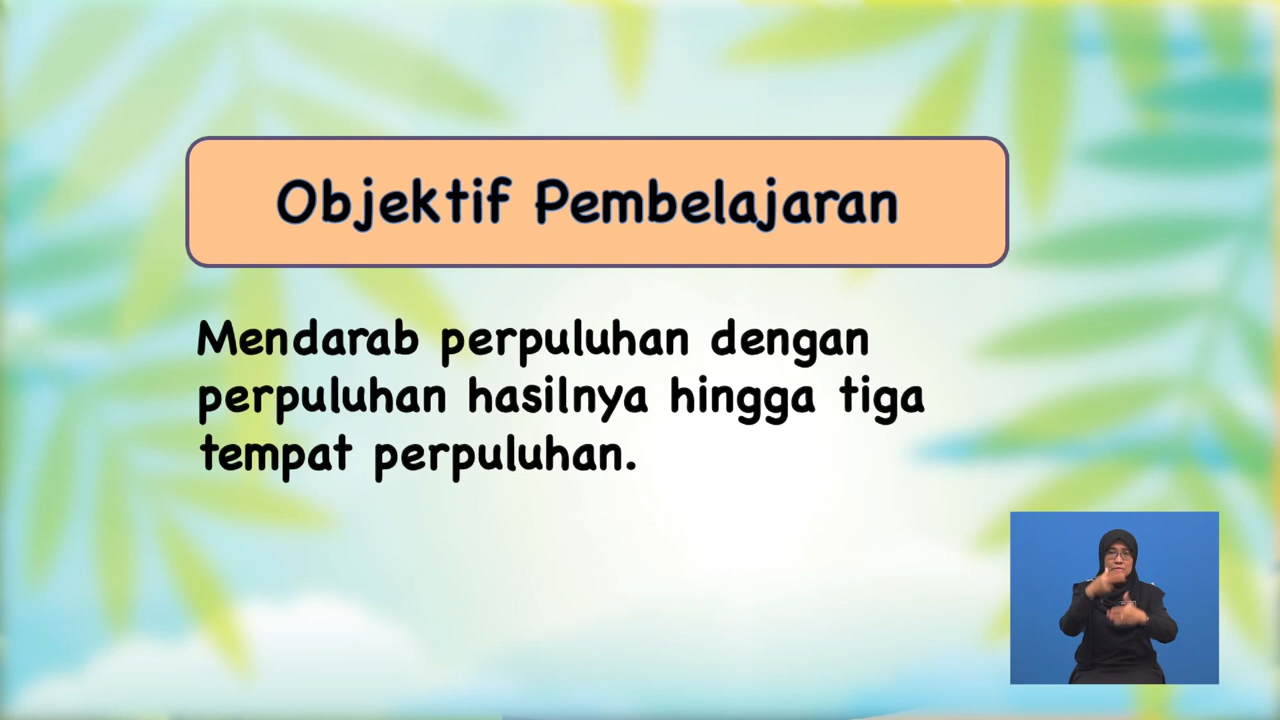 Objektif Pembelajaran
Mendarab perpuluhan dengan
perpuluhan hasilnya hingga tiga
tempat perpuluhan.